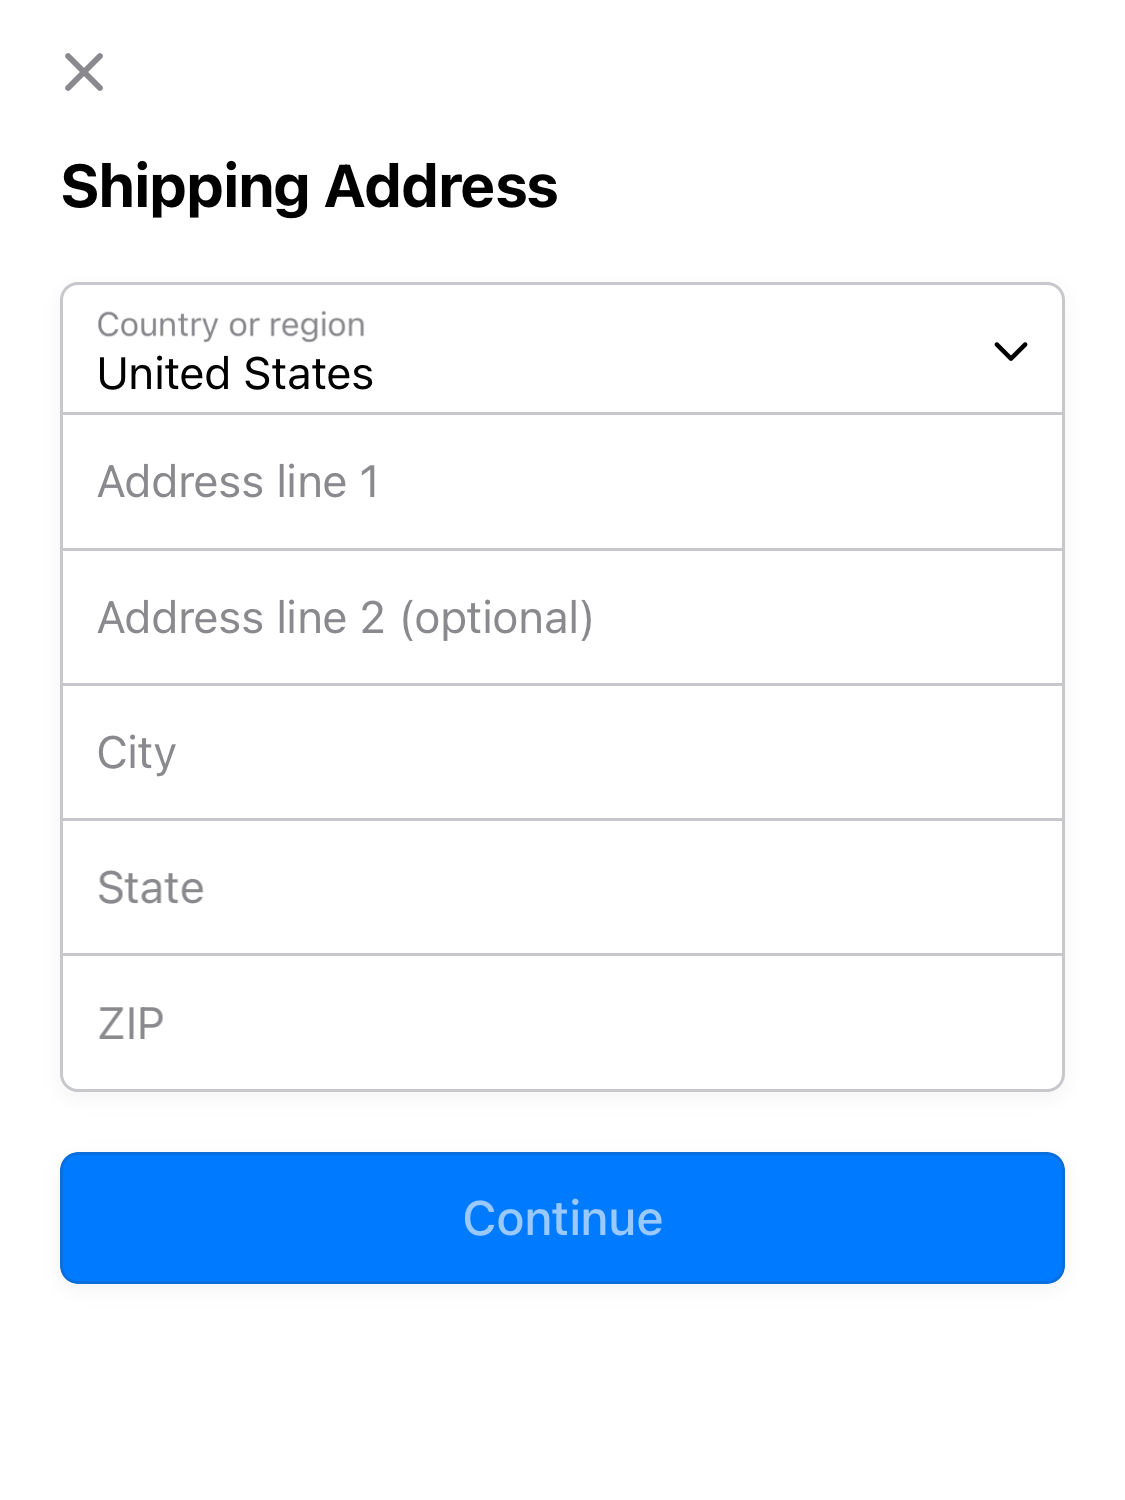 Shipping Address
Country or region
United States
Address line 1
Address line 2 (optional)
City
State
ZIP
Continue